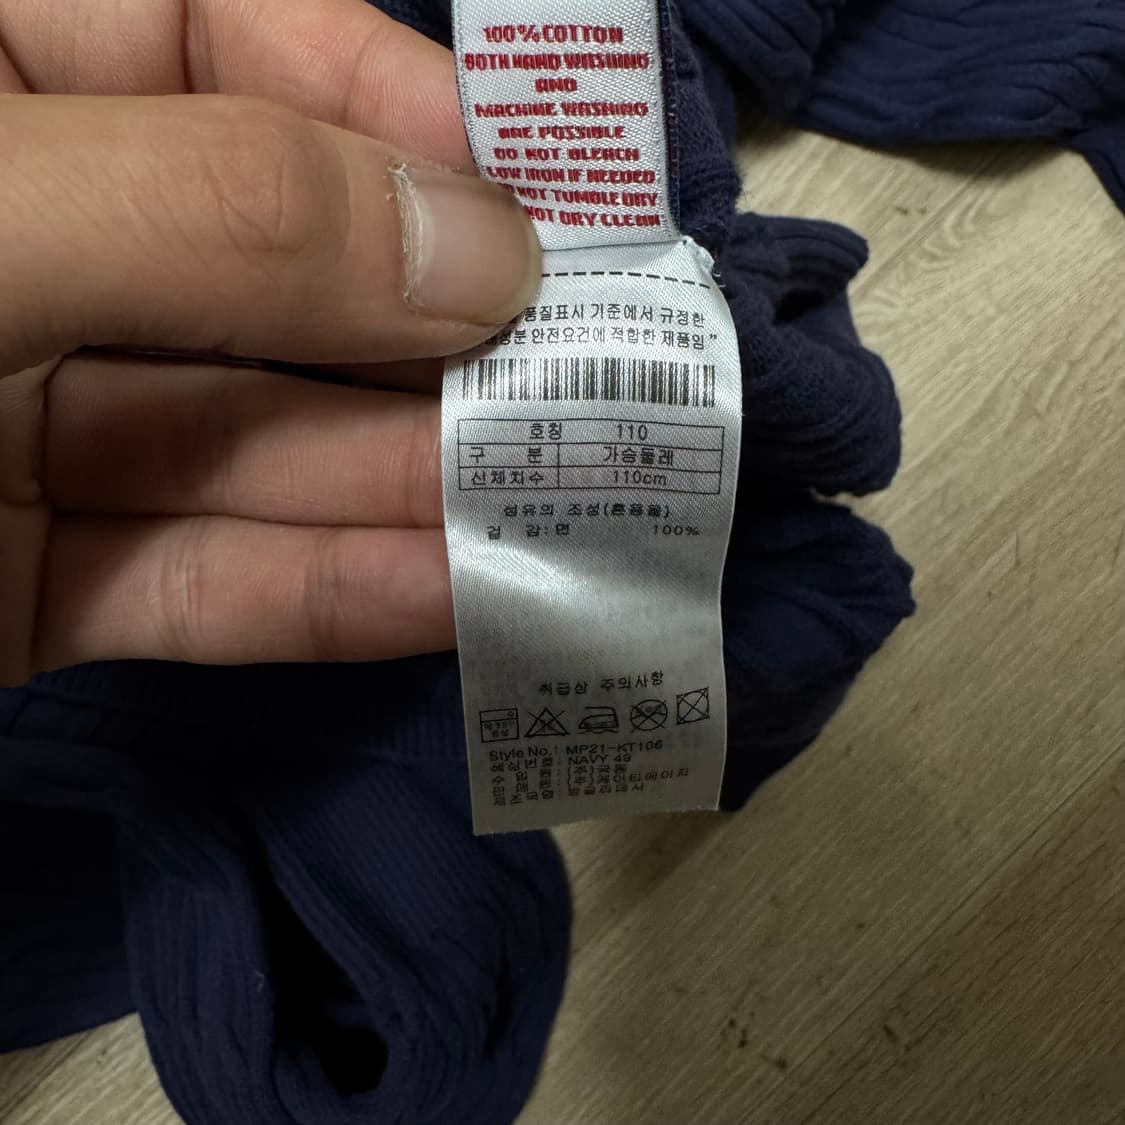 100% COTTON
BOTH HAND WASHING
AND
MACHINE WASHING
ARE POSSIBLE
DO NOT BLEACH
LOW IRON IF NEEDED
NOT TUMBLE DRY
NOT DRY CLEAN
품질표시 기준에서 규정한
안전요건에 적합한 제품임”
호칭 110
구 분 가슴둘레
신체치수 110cm
섬유의 조성(혼용율)
겉 감:면 100%
취급상 주의사항
Style No.: MP21-KT106
색상 NAVY 49